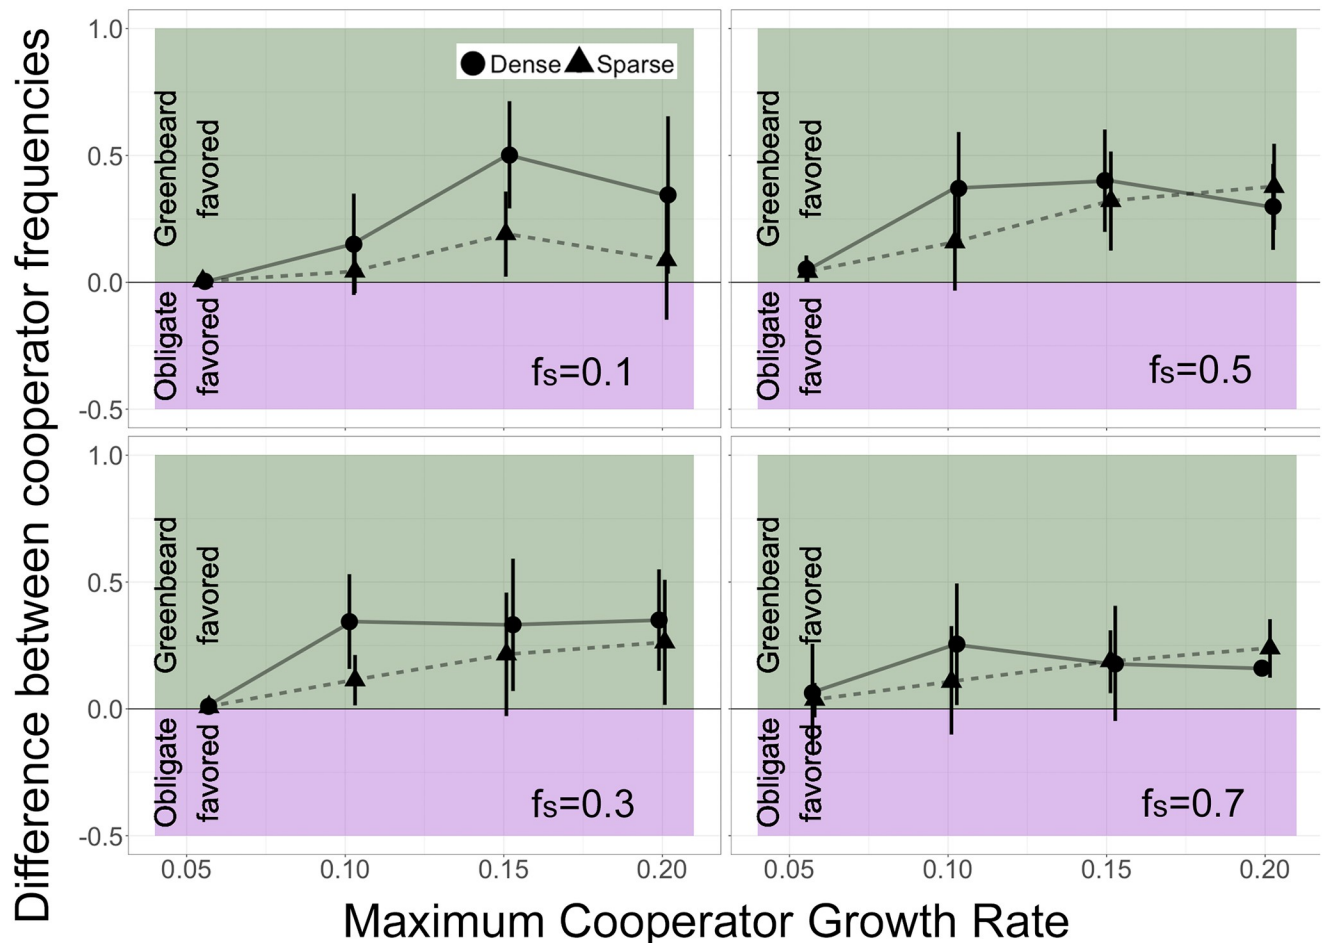 Difference between cooperator frequencies
1.0
0.5
0.0
-0.5
Greenbeard
favored
Obligate
favored
Dense Sparse
fs=0.1
Greenbeard
favored
Obligate
favored
fs=0.5
1.0
0.5
0.0
-0.5
Greenbeard
favored
Obligate
favored
fs=0.3
Greenbeard
favored
Obligate
favored
fs=0.7
0.05 0.10 0.15 0.20
0.05 0.10 0.15 0.20
Maximum Cooperator Growth Rate